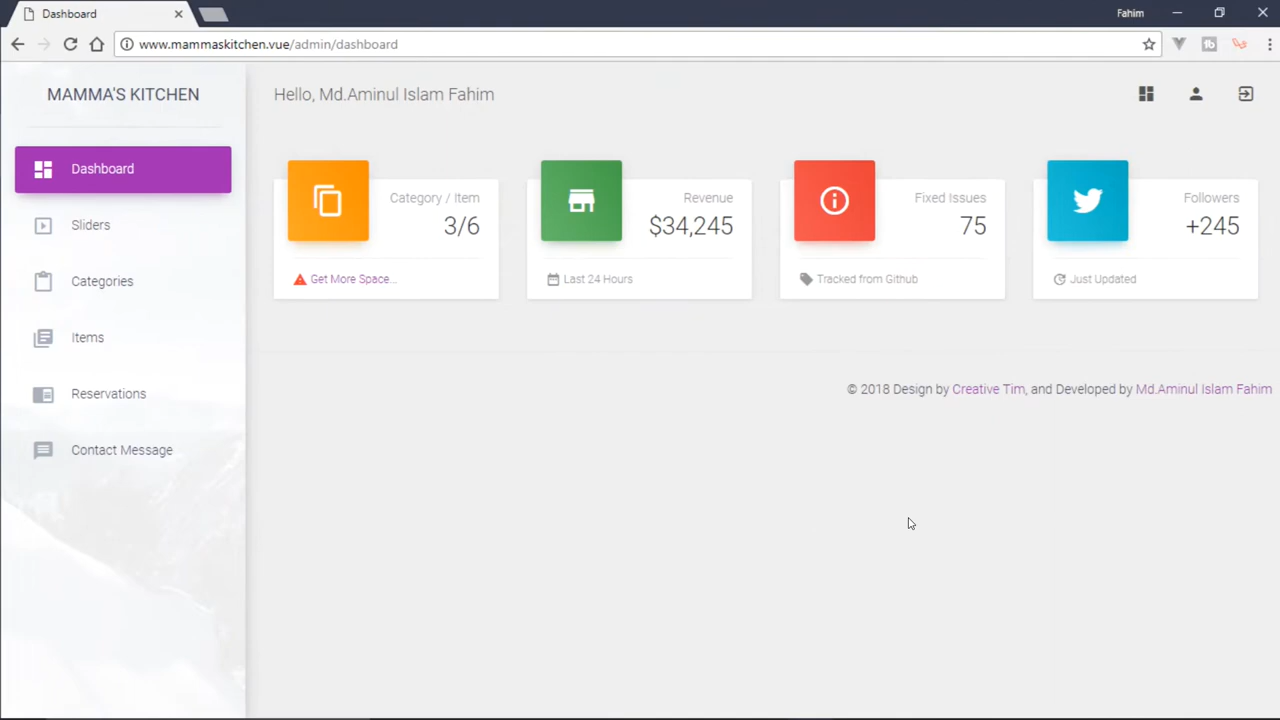 Dashboard
Fahim
www.mammaskitchen.vue/admin/dashboard
MAMMA'S KITCHEN
Hello, Md.Aminul Islam Fahim
Dashboard
Sliders
Categories
Items
Reservations
Contact Message
Category / Item
3/6
Get More Space...
Revenue
$34,245
Last 24 Hours
Fixed Issues
75
Tracked from Github
Followers
+245
Just Updated
© 2018 Design by Creative Tim, and Developed by Md.Aminul Islam Fahim